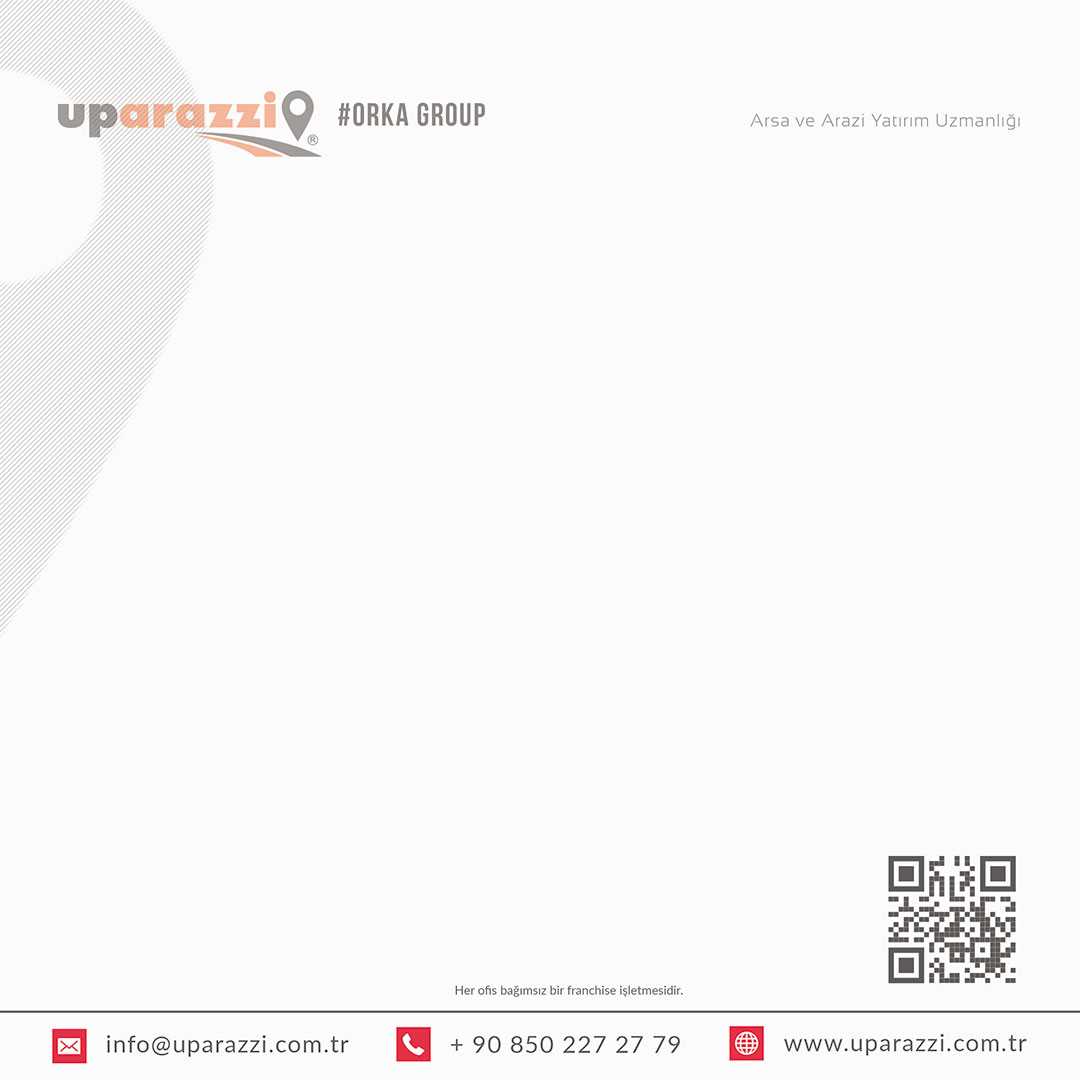 uparazzi® #ORKA GROUP
Arsa ve Arazi Yatırım Uzmanlığı
Her ofis bağımsız bir franchise işletmesidir.
info@uparazzi.com.tr
+ 90 850 227 27 79
www.uparazzi.com.tr